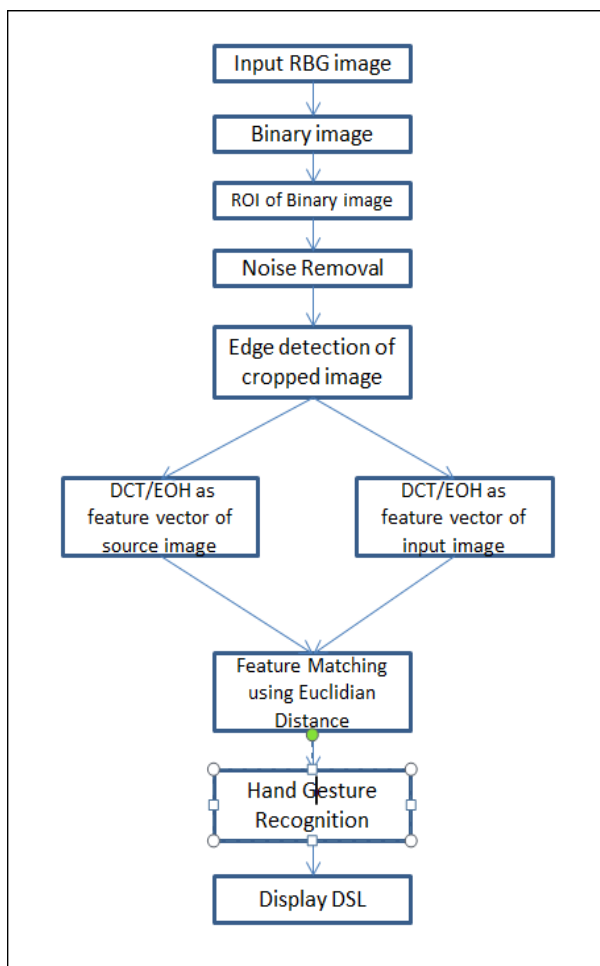 Input RBG image
Binary image
ROI of Binary image
Noise Removal
Edge detection of
cropped image
DCT/EOH as
feature vector of
source image
DCT/EOH as
feature vector of
input image
Feature Matching
using Euclidian
Distance
Hand Gesture
Recognition
Display DSL